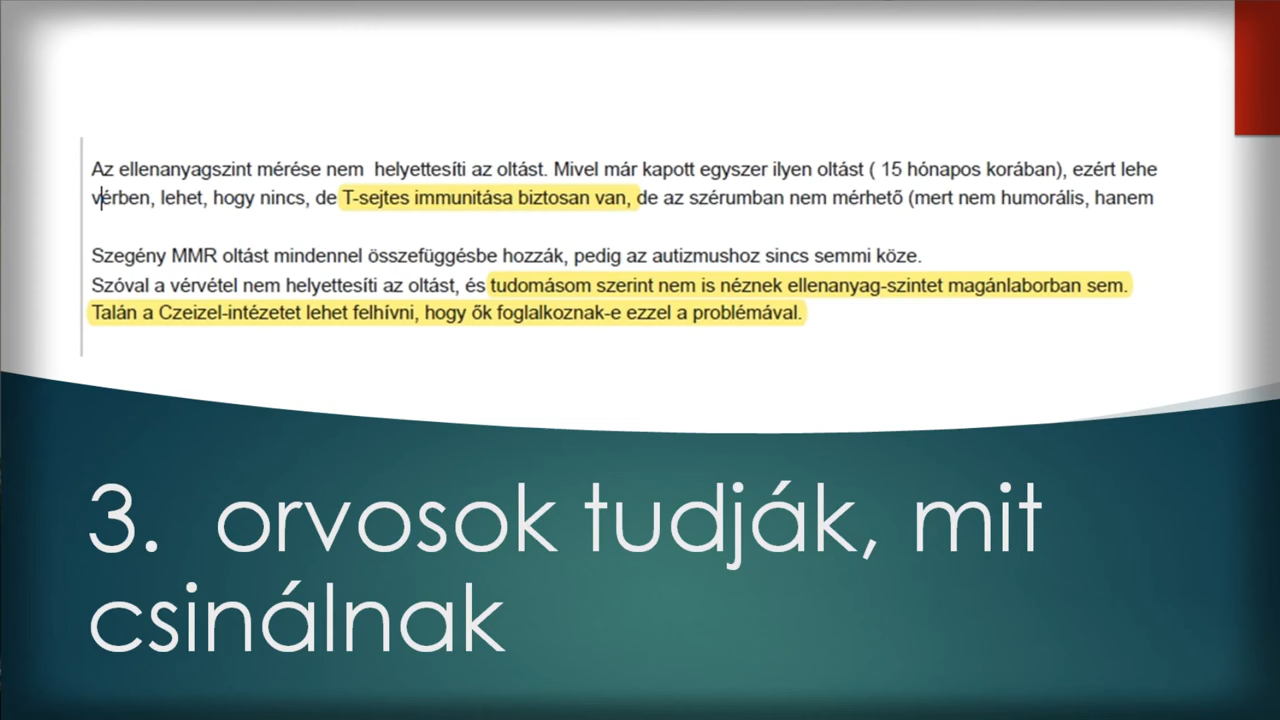 Az ellenanyagszint mérése nem helyettesíti az oltást. Mivel már kapott egyszer ilyen oltást ( 15 hónapos korában), ezért lehe
vérben, lehet, hogy nincs, de T-sejtes immunitása biztosan van, de az szérumban nem mérhető (mert nem humorális, hanem
Szegény MMR oltást mindennel összefüggésbe hozzák, pedig az autizmushoz sincs semmi köze.
Szóval a vérvétel nem helyettesíti az oltást, és tudomásom szerint nem is néznek ellenanyag-szintet magánlaborban sem.
Talán a Czeizel-intézetet lehet felhívni, hogy ők foglalkoznak-e ezzel a problémával.
3. orvosok tudják, mit
csinálnak